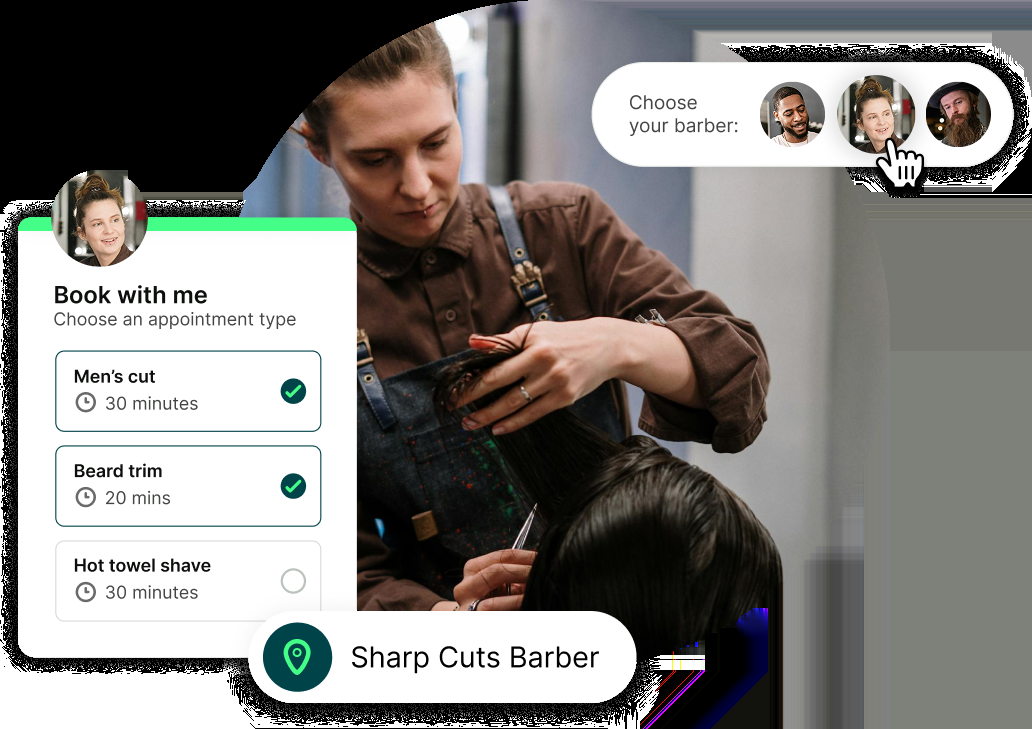 Choose
your barber:
Book with me
Choose an appointment type
Men’s cut
30 minutes
Beard trim
20 mins
Hot towel shave
30 minutes
Sharp Cuts Barber